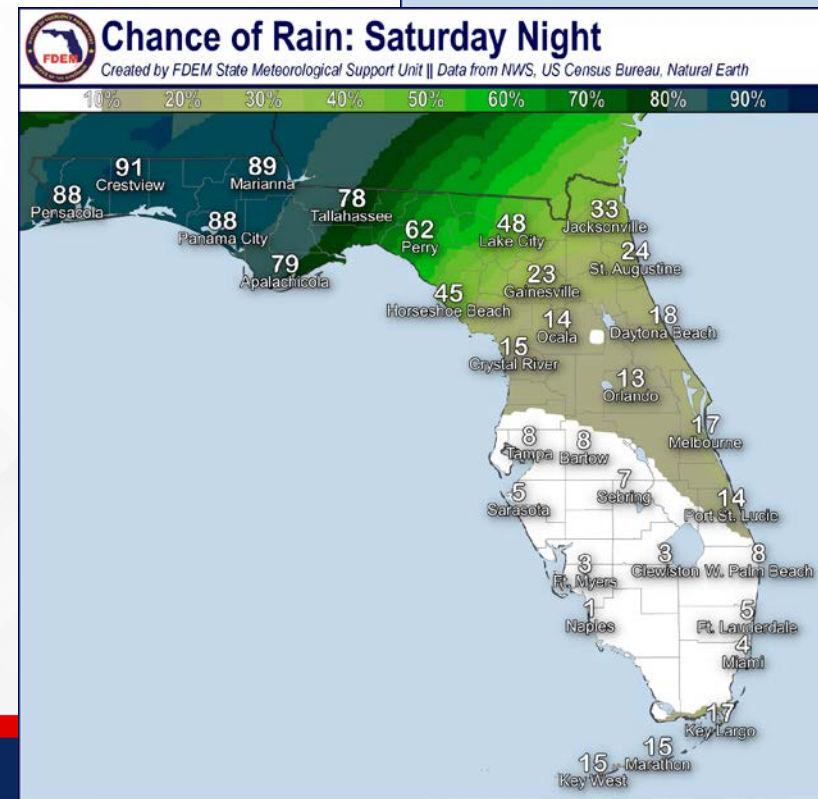 Chance of Rain: Saturday Night
Created by FDEM State Meteorological Support Unit || Data from NWS, US Census Bureau, Natural Earth
FDEM
10% 20% 30% 40% 50% 60% 70% 80% 90%
91
Crestview
89
Marianna
88
Pensacola
78
Tallahassee
88
Panama City
79
Apalachicola
62
Perry
48
Lake City
33
Jacksonville
24
St. Augustine
23
Gainesville
45
Horseshoe Beach
14
Ocala
18
Daytona Beach
15
Crystal River
13
Orlando
17
Melbourne
8
Tampa
8
Bartow
7
Sebring
5
Sarasota
14
Port St. Lucie
3
Ft. Myers
3
Clewiston
8
W. Palm Beach
1
Naples
5
Ft. Lauderdale
4
Miami
17
Key Largo
15
Marathon
15
Key West